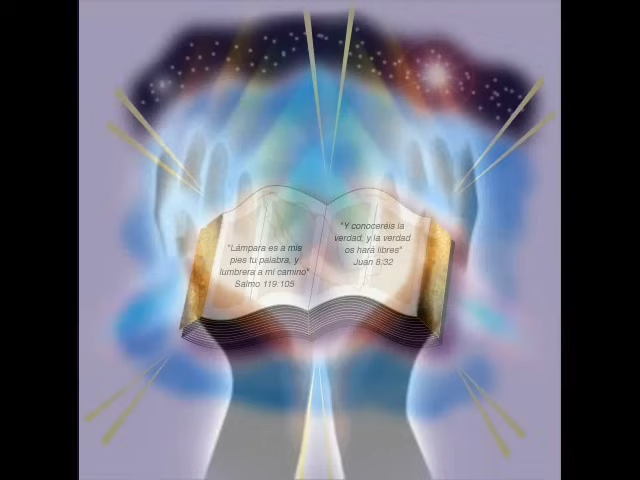 "Lámpara es a mis
pies tu palabra, y
lumbrera a mi camino"
Salmo 119:105
"Y conoceréis la
verdad, y la verdad
os hará libres"
Juan 8:32